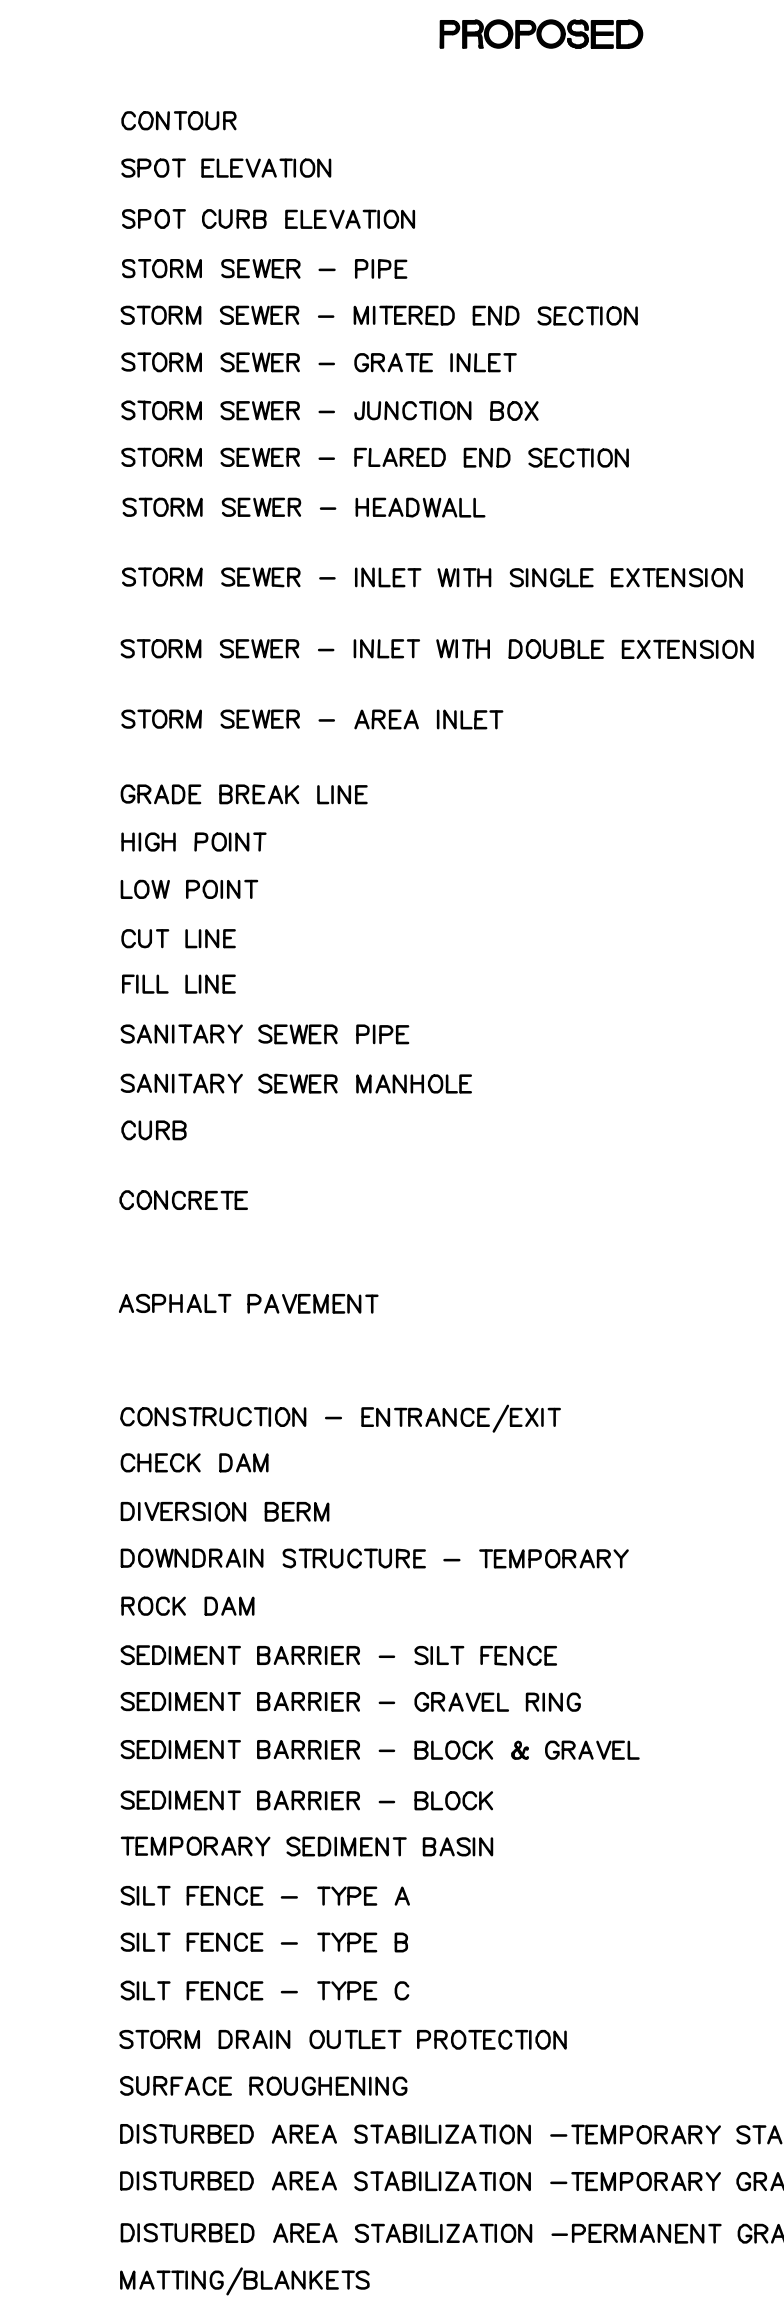 PROPOSED
CONTOUR
SPOT ELEVATION
SPOT CURB ELEVATION
STORM SEWER – PIPE
STORM SEWER – MITERED END SECTION
STORM SEWER – GRATE INLET
STORM SEWER – JUNCTION BOX
STORM SEWER – FLARED END SECTION
STORM SEWER – HEADWALL
STORM SEWER – INLET WITH SINGLE EXTENSION
STORM SEWER – INLET WITH DOUBLE EXTENSION
STORM SEWER – AREA INLET
GRADE BREAK LINE
HIGH POINT
LOW POINT
CUT LINE
FILL LINE
SANITARY SEWER PIPE
SANITARY SEWER MANHOLE
CURB
CONCRETE
ASPHALT PAVEMENT
CONSTRUCTION – ENTRANCE/EXIT
CHECK DAM
DIVERSION BERM
DOWNDRAIN STRUCTURE – TEMPORARY
ROCK DAM
SEDIMENT BARRIER – SILT FENCE
SEDIMENT BARRIER – GRAVEL RING
SEDIMENT BARRIER – BLOCK & GRAVEL
SEDIMENT BARRIER – BLOCK
TEMPORARY SEDIMENT BASIN
SILT FENCE – TYPE A
SILT FENCE – TYPE B
SILT FENCE – TYPE C
STORM DRAIN OUTLET PROTECTION
SURFACE ROUGHENING
DISTURBED AREA STABILIZATION –TEMPORARY STA
DISTURBED AREA STABILIZATION –TEMPORARY GRA
DISTURBED AREA STABILIZATION –PERMANENT GRA
MATTING/BLANKETS